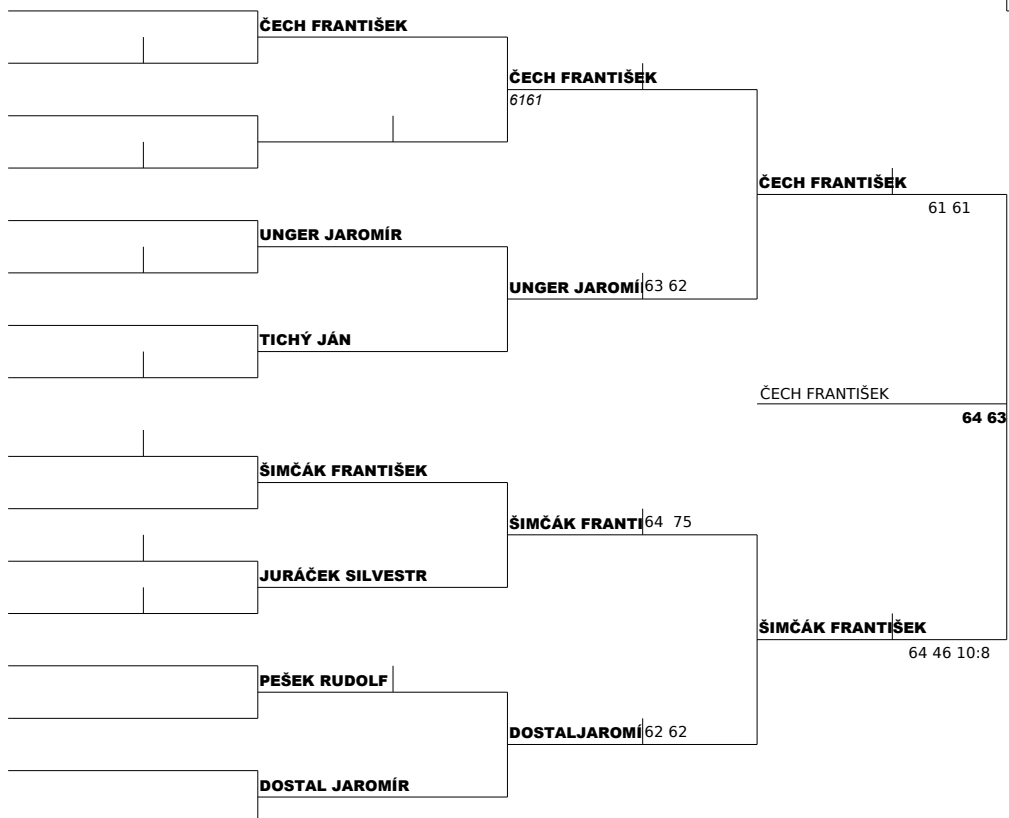 ČECH FRANTIŠEK
ČECH FRANTIŠEK
6161
ČECH FRANTIŠEK
61 61
UNGER JAROMÍR
UNGER JAROMÍ
63 62
TICHÝ JÁN
ČECH FRANTIŠEK
64 63
ŠIMČÁK FRANTIŠEK
ŠIMČÁK FRANTI
64 75
JURÁČEK SILVESTR
ŠIMČÁK FRANTIŠEK
64 46 10:8
PEŠEK RUDOLF
DOSTALJAROMÍ
62 62
DOSTAL JAROMÍR